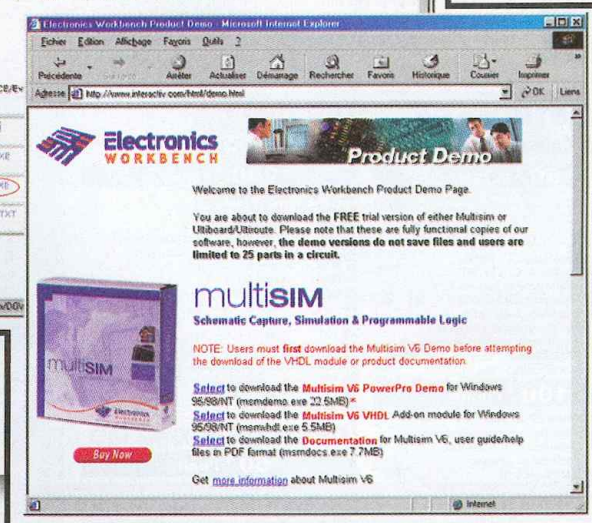 Electronics Workbench Product Demo - Microsoft Internet Explorer
Fichier Edition Affichage Favoris Outils ?
Précédente Arrêter Actualiser Démarrage Rechercher Favoris Historique Courrier Imprimer
Adresse http://www.interactiv.com/html/demo.html OK Liens
Electronics
WORKBENCH
Product Demo
Welcome to the Electronics Workbench Product Demo Page.
You are about to download the FREE trial version of either Multisim or
Ultiboard/Ultiroute. Please note that these are fully functional copies of our
software, however, the demo versions do not save files and users are
limited to 25 parts in a circuit.
multiSIM
Schematic Capture, Simulation & Programmable Logic
NOTE: Users must first download the Multisim V6 Demo before attempting
the download of the VHDL module or product documentation.
Select to download the Multisim V6 PowerPro Demo for Windows
95/98/NT (msmdemo.exe 22.5MB)*
Select to download the Multisim V6 VHDL Add-on module for Windows
95/98/NT (msmvhdl.exe 5.5MB)
Select to download the Documentation for Multisim V6, user guide/help
files in PDF format (msmdocs.exe 7.7MB)
Get more information about Multisim V6
multiSIM
Electronics
Buy Now
Internet
TXT